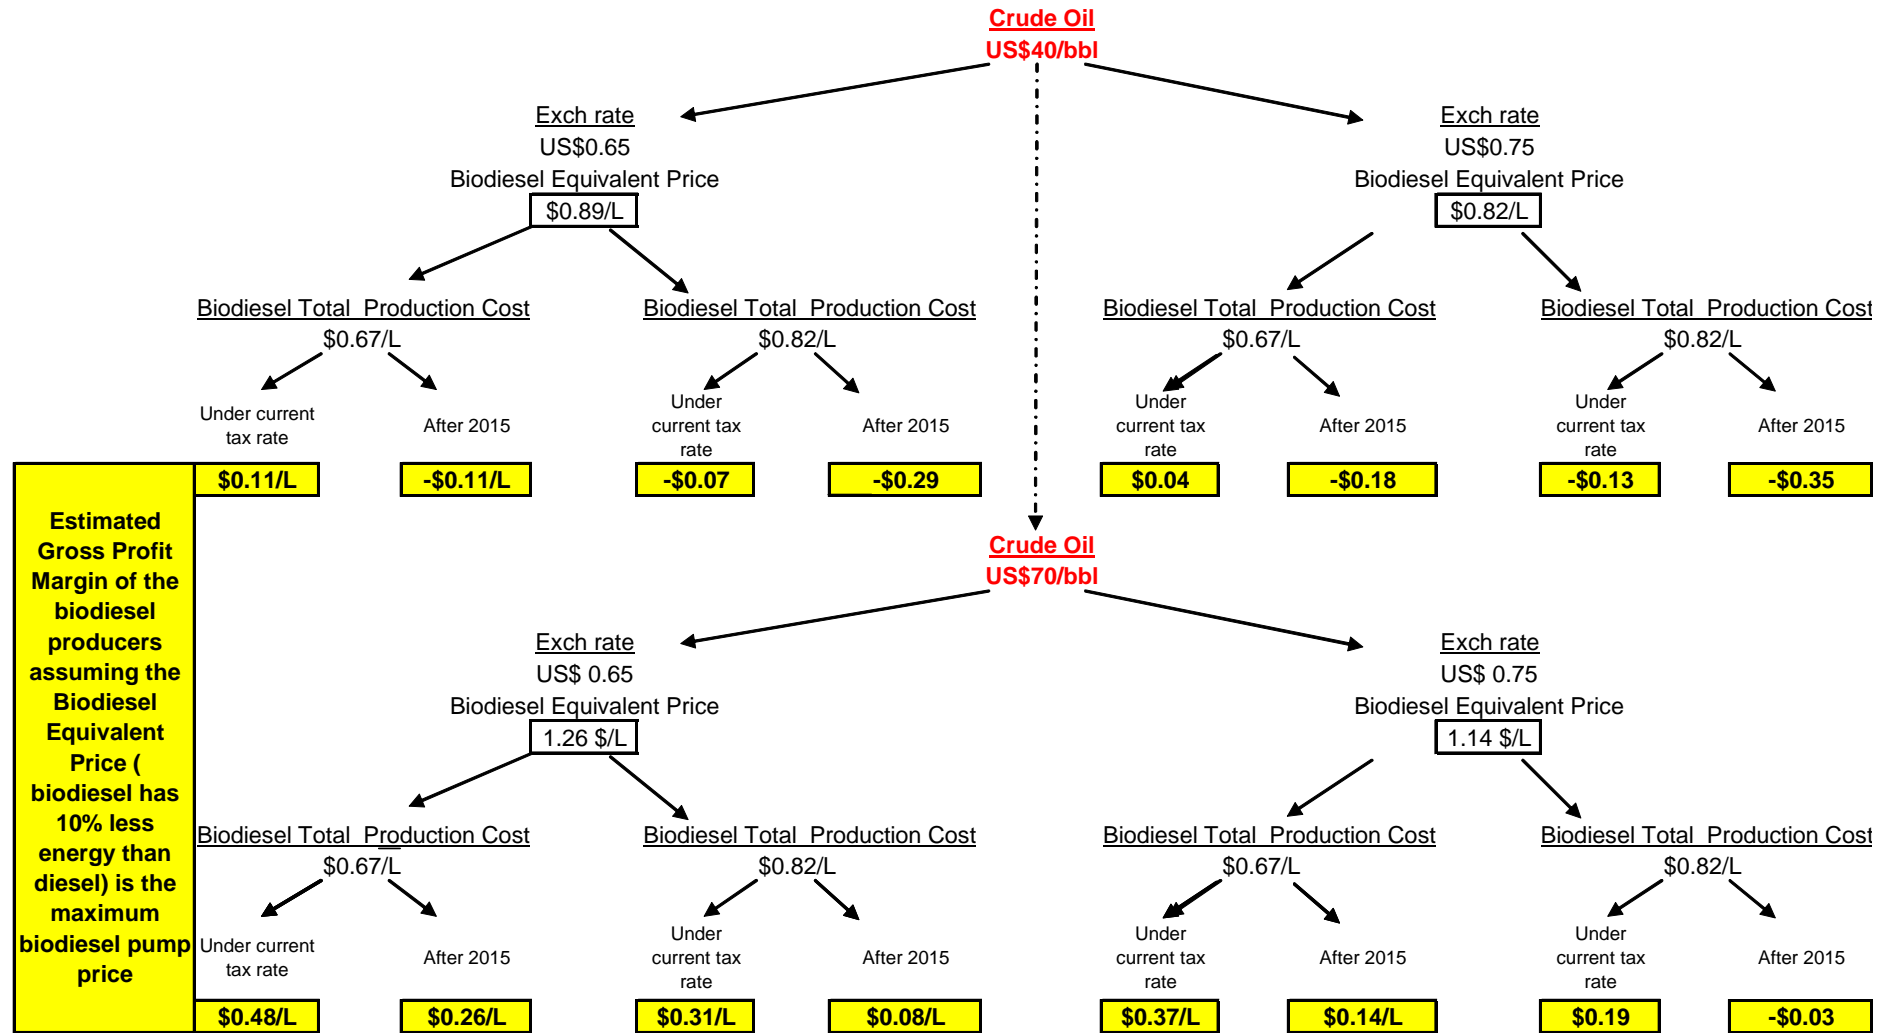 Crude Oil
US$40/bbl
Exch rate
US$0.65
Biodiesel Equivalent Price
$0.89/L
Exch rate
US$0.75
Biodiesel Equivalent Price
$0.82/L
Biodiesel Total Production Cost
$0.67/L
Biodiesel Total Production Cost
$0.82/L
Biodiesel Total Production Cost
$0.67/L
Biodiesel Total Production Cost
$0.82/L
Under current
tax rate
After 2015
Under
current tax
rate
After 2015
Under
current tax
rate
After 2015
Under
current tax
rate
After 2015
$0.11/L
-$0.11/L
-$0.07
-$0.29
$0.04
-$0.18
-$0.13
-$0.35
Estimated
Gross Profit
Margin of the
biodiesel
producers
assuming the
Biodiesel
Equivalent
Price (
biodiesel has
10% less
energy than
diesel) is the
maximum
biodiesel pump
price
Crude Oil
US$70/bbl
Exch rate
US$ 0.65
Biodiesel Equivalent Price
1.26 $/L
Exch rate
US$ 0.75
Biodiesel Equivalent Price
1.14 $/L
Biodiesel Total Production Cost
$0.67/L
Biodiesel Total Production Cost
$0.82/L
Biodiesel Total Production Cost
$0.67/L
Biodiesel Total Production Cost
$0.82/L
Under current
tax rate
After 2015
Under
current tax
rate
After 2015
Under
current tax
rate
After 2015
Under
current tax
rate
After 2015
$0.48/L
$0.26/L
$0.31/L
$0.08/L
$0.37/L
$0.14/L
$0.19
-$0.03